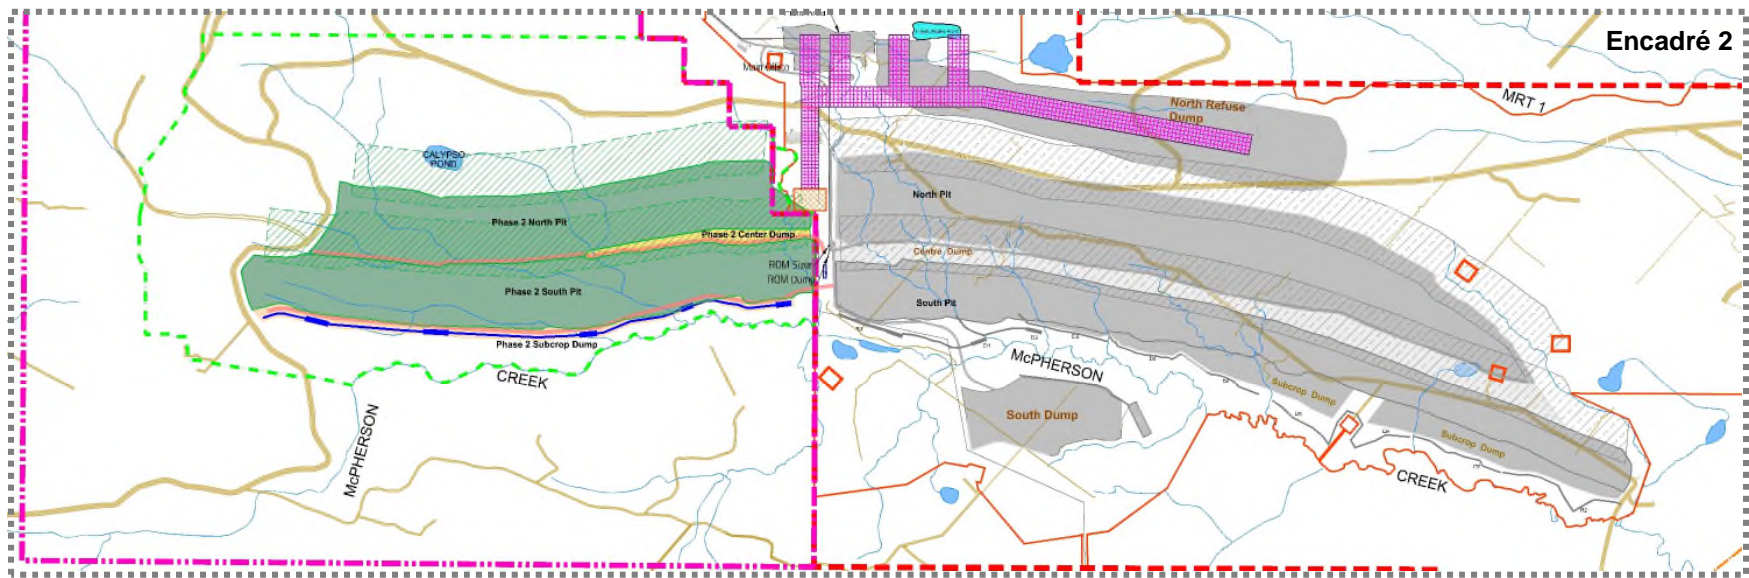 Encadré 2
Main Office
MRT 1
North Refuse
Dump
CALYPSO
POND
North Pit
Phase 2 North Pit
Phase 2 Center Dump
Centre Dump
ROM Sizer
ROM Dump
Phase 2 South Pit
South Pit
Phase 2 Subcrop Dump
McPHERSON
CREEK
Subcrop Dump
South Dump
McPHERSON
Subcrop Dump
CREEK